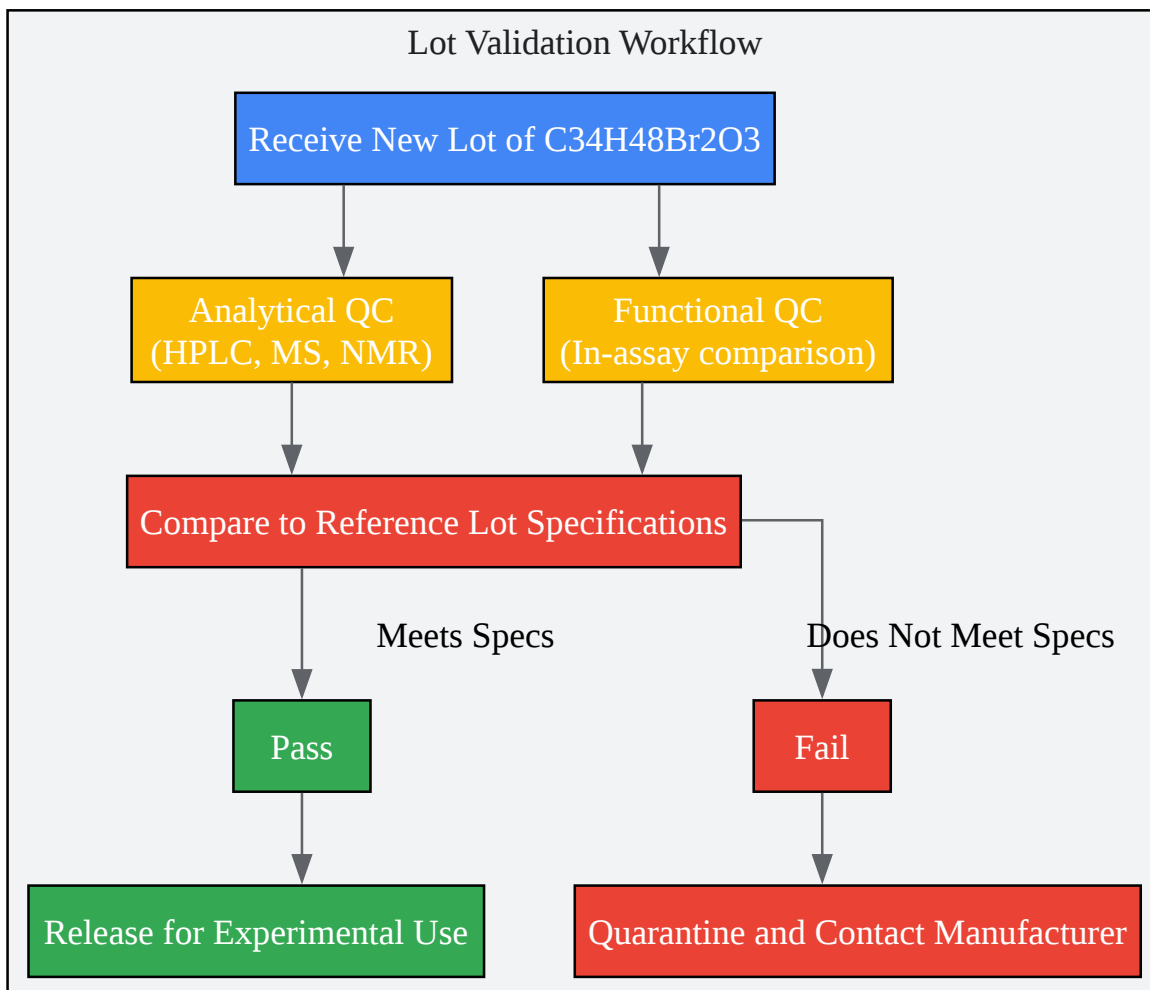 Lot Validation Workflow
Receive New Lot of C34H48Br2O3
Analytical QC
(HPLC, MS, NMR)
Functional QC
(In-assay comparison)
Compare to Reference Lot Specifications
Meets Specs
Does Not Meet Specs
Pass
Fail
Release for Experimental Use
Quarantine and Contact Manufacturer